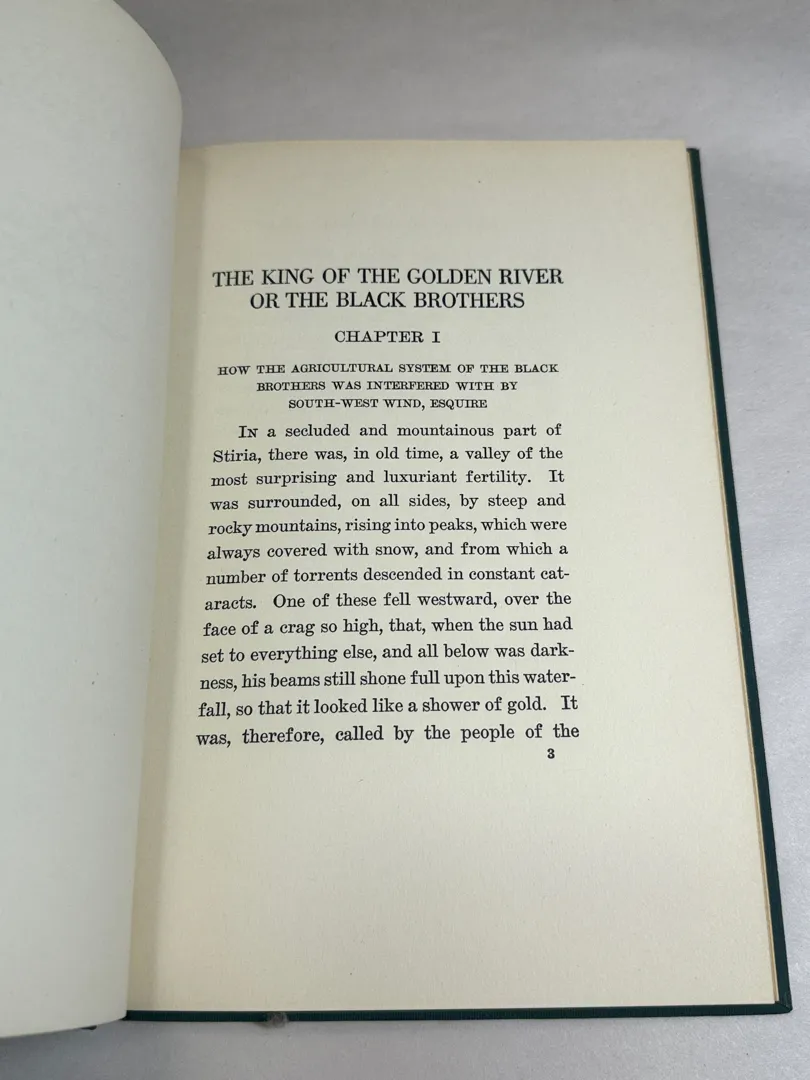 THE KING OF THE GOLDEN RIVER
OR THE BLACK BROTHERS
CHAPTER I
HOW THE AGRICULTURAL SYSTEM OF THE BLACK
BROTHERS WAS INTERFERED WITH BY
SOUTH-WEST WIND, ESQUIRE
IN a secluded and mountainous part of
Stiria, there was, in old time, a valley of the
most surprising and luxuriant fertility. It
was surrounded, on all sides, by steep and
rocky mountains, rising into peaks, which were
always covered with snow, and from which a
number of torrents descended in constant cat-
aracts. One of these fell westward, over the
face of a crag so high, that, when the sun had
set to everything else, and all below was dark-
ness, his beams still shone full upon this water-
fall, so that it looked like a shower of gold. It
was, therefore, called by the people of the
3